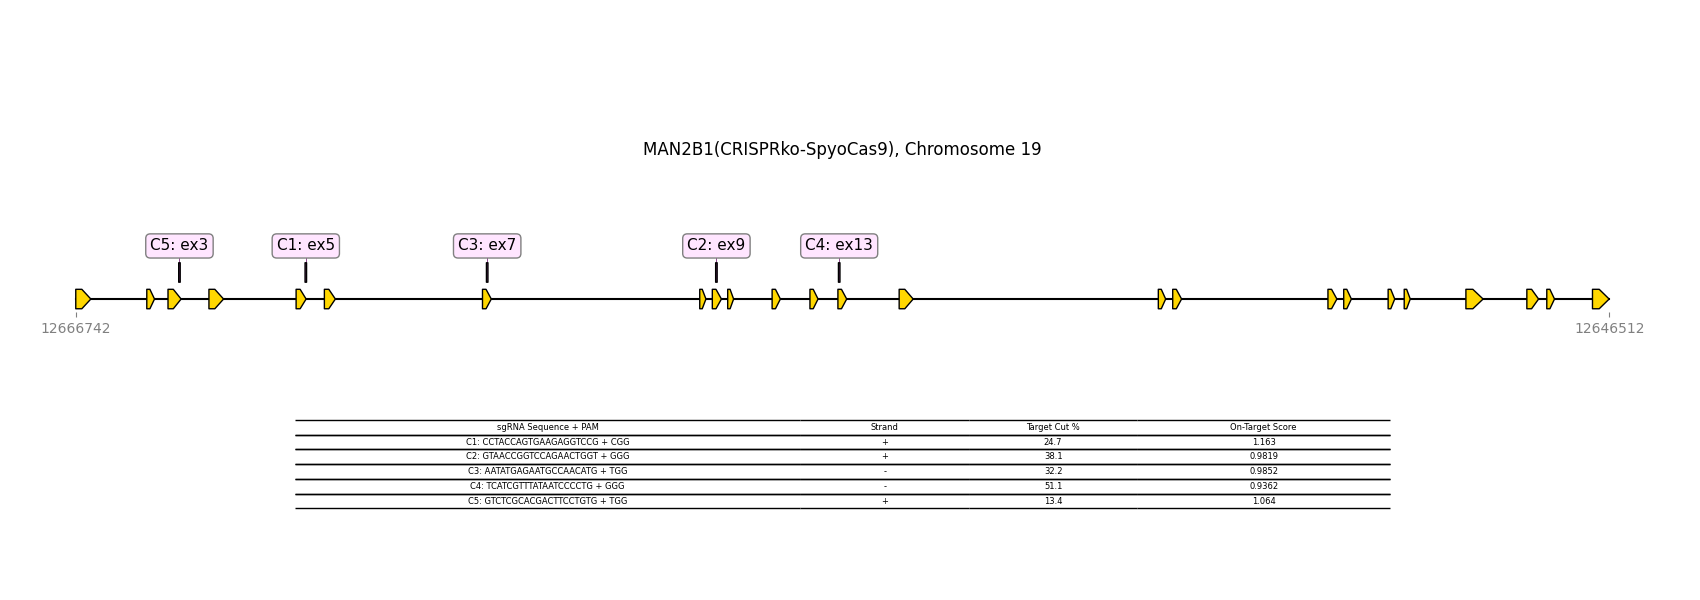 MAN2B1(CRISPRko-SpyoCas9), Chromosome 19
C5: ex3 C1: ex5 C3: ex7 C2: ex9 C4: ex13
12666742 12646512
sgRNA Sequence + PAM Strand Target Cut % On-Target Score
C1: CCTACCAGTGAAGAGGTCCG + CGG + 24.7 1.163
C2: GTAACCGGTCCAGAACTGGT + GGG + 38.1 0.9819
C3: AATATGAGAATGCCAACATG + TGG - 32.2 0.9852
C4: TCATCGTTTATAATCCCCTG + GGG - 51.1 0.9362
C5: GTCTCGCACGACTTCCTGTG + TGG + 13.4 1.064